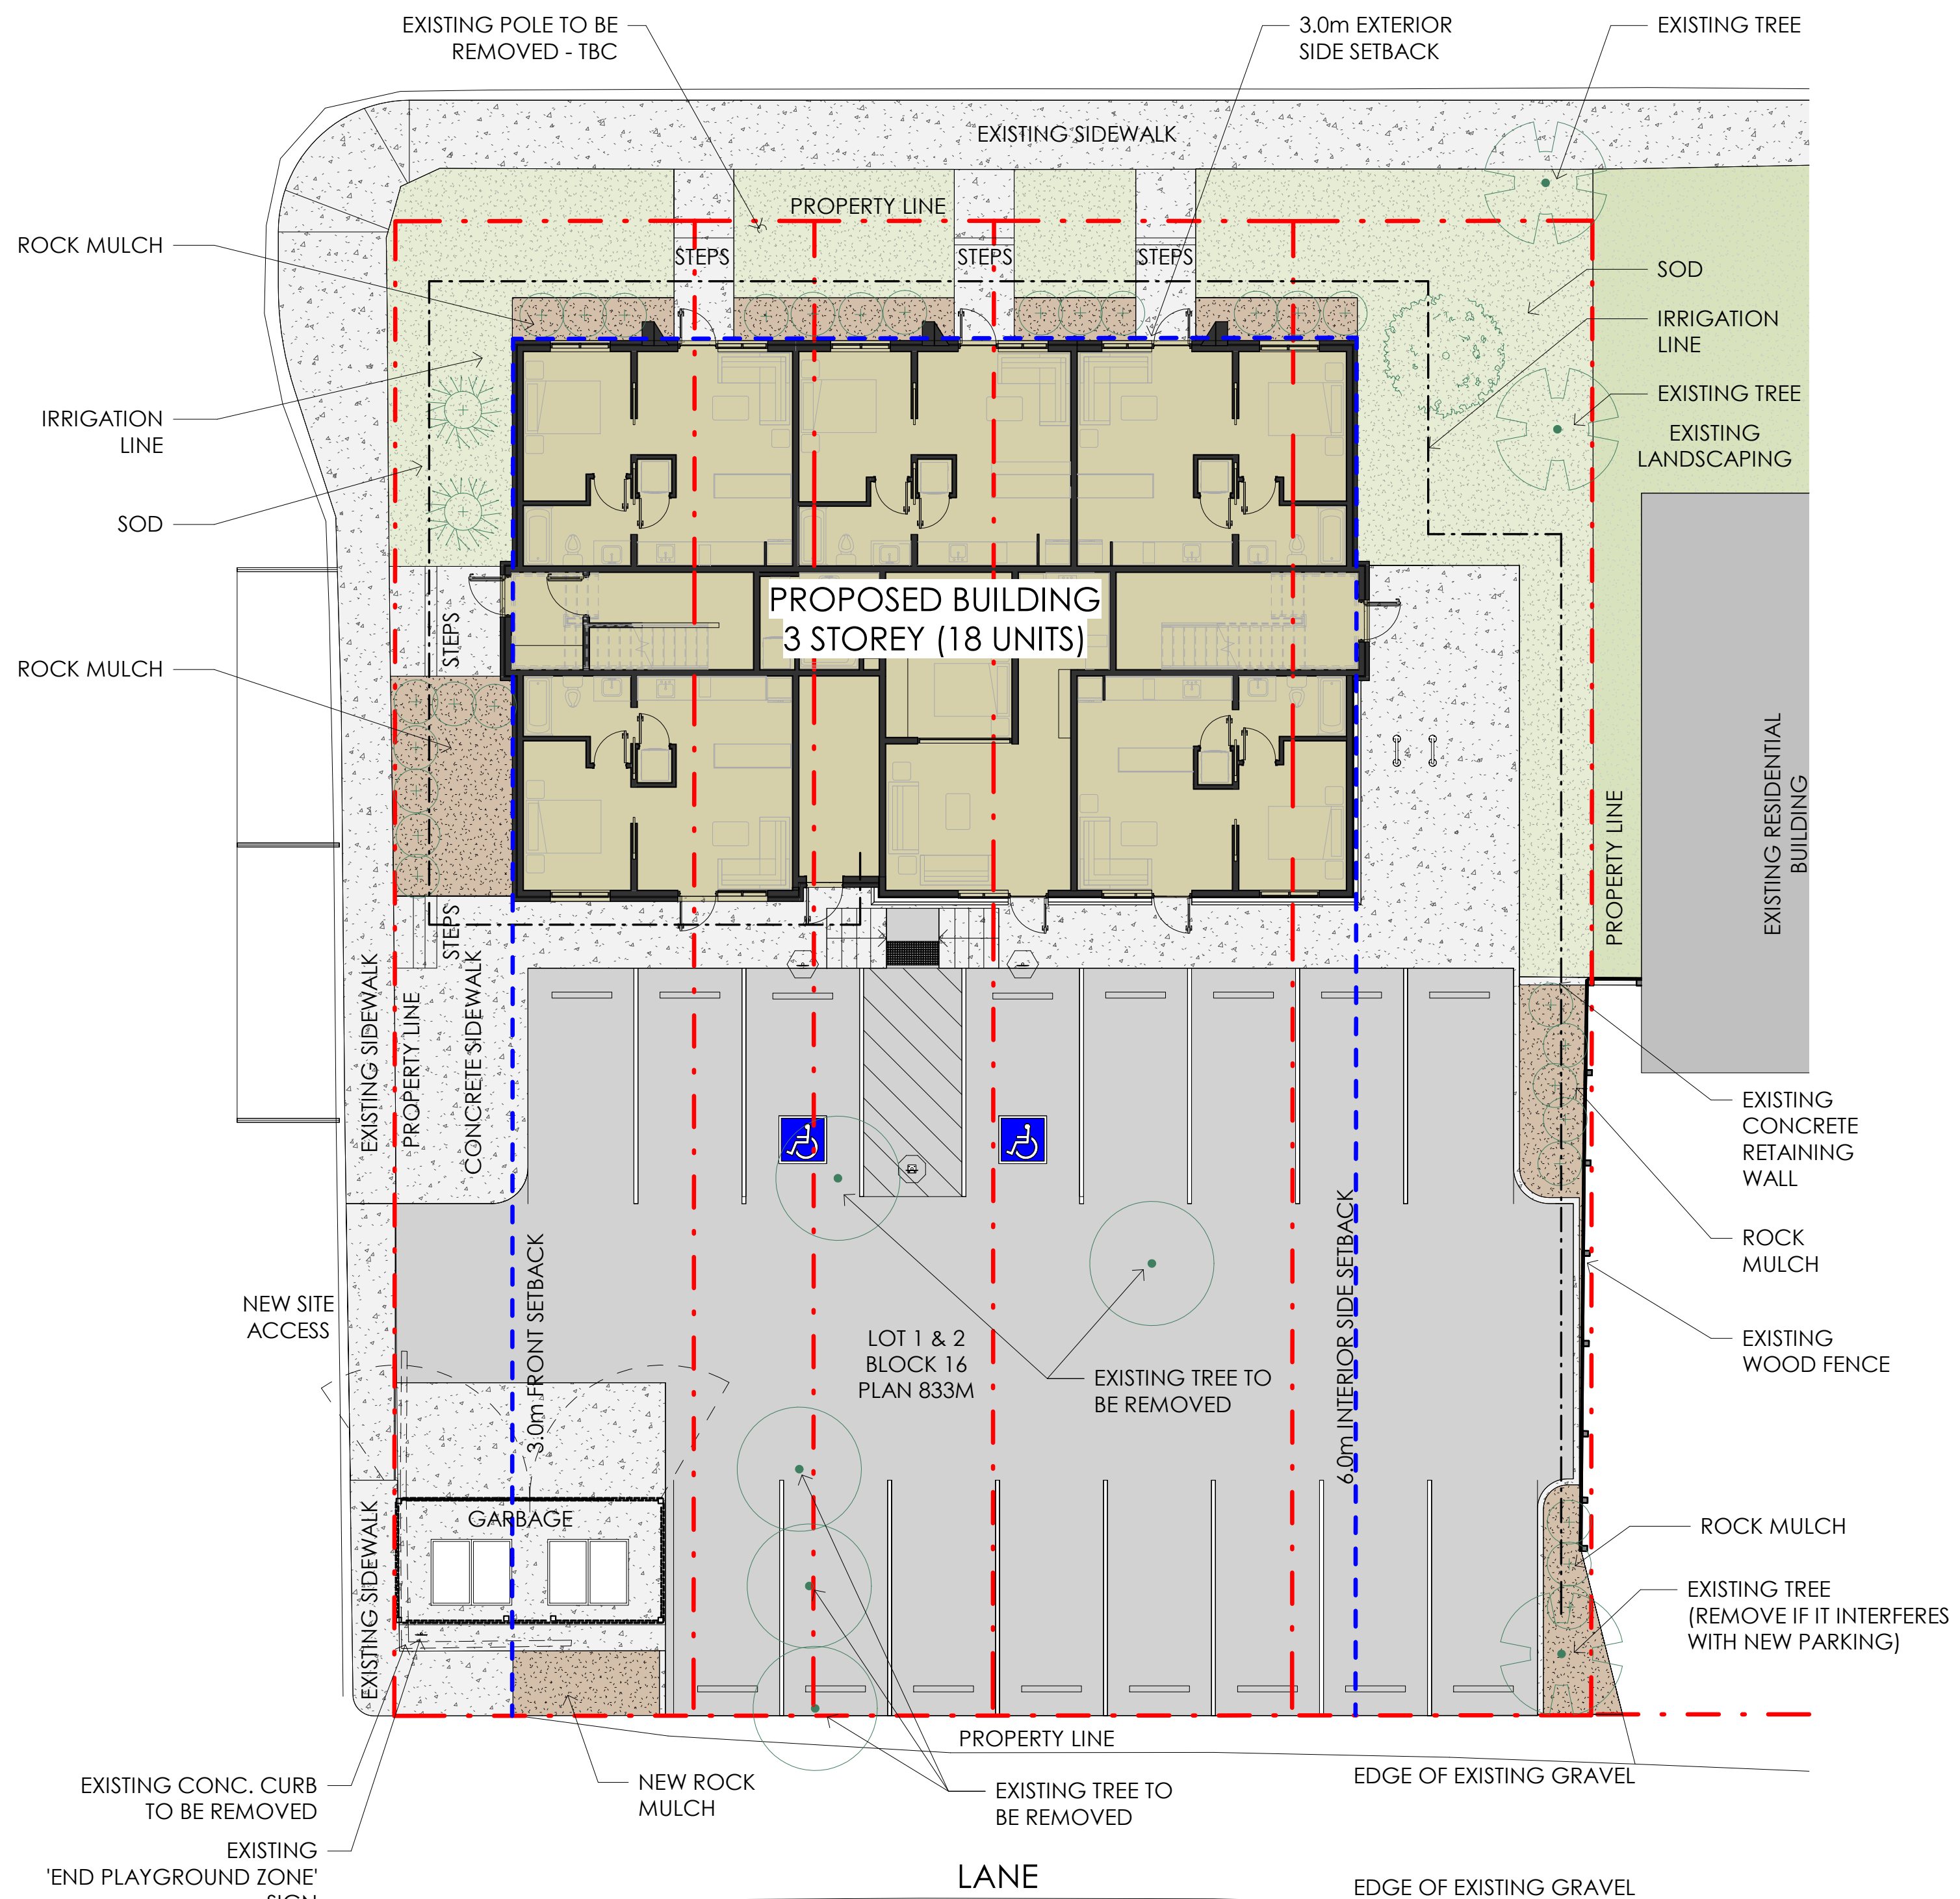 EXISTING POLE TO BE
REMOVED - TBC
3.0m EXTERIOR
SIDE SETBACK
EXISTING TREE
EXISTING SIDEWALK
PROPERTY LINE
ROCK MULCH
STEPS
STEPS
STEPS
SOD
IRRIGATION
LINE
EXISTING TREE
EXISTING
LANDSCAPING
IRRIGATION
LINE
SOD
PROPOSED BUILDING
3 STOREY (18 UNITS)
STEPS
ROCK MULCH
EXISTING RESIDENTIAL
BUILDING
PROPERTY LINE
STEPS
EXISTING SIDEWALK
PROPERTY LINE
CONCRETE SIDEWALK
EXISTING
CONCRETE
RETAINING
WALL
ROCK
MULCH
NEW SITE
ACCESS
3.0m FRONT SETBACK
6.0m INTERIOR SIDE SETBACK
LOT 1 & 2
BLOCK 16
PLAN 833M
EXISTING TREE TO
BE REMOVED
EXISTING
WOOD FENCE
GARBAGE
EXISTING SIDEWALK
ROCK MULCH
EXISTING TREE
(REMOVE IF IT INTERFERES
WITH NEW PARKING)
PROPERTY LINE
EXISTING CONC. CURB
TO BE REMOVED
NEW ROCK
MULCH
EXISTING TREE TO
BE REMOVED
EDGE OF EXISTING GRAVEL
EXISTING
'END PLAYGROUND ZONE'
SIGN
LANE
EDGE OF EXISTING GRAVEL